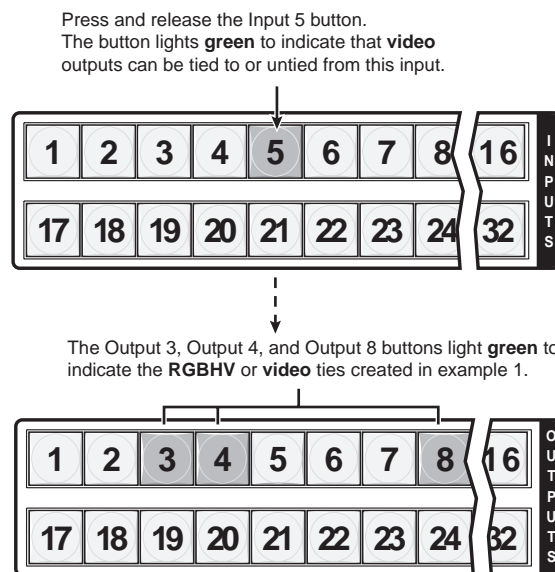 Press and release the Input 5 button.
The button lights green to indicate that video
outputs can be tied to or untied from this input.
1 2 3 4 5 6 7 8 16
17 18 19 20 21 22 23 24 32
INPUTS
The Output 3, Output 4, and Output 8 buttons light green to
indicate the RGBHV or video ties created in example 1.
1 2 3 4 5 6 7 8 16
17 18 19 20 21 22 23 24 32
OUTPUTS